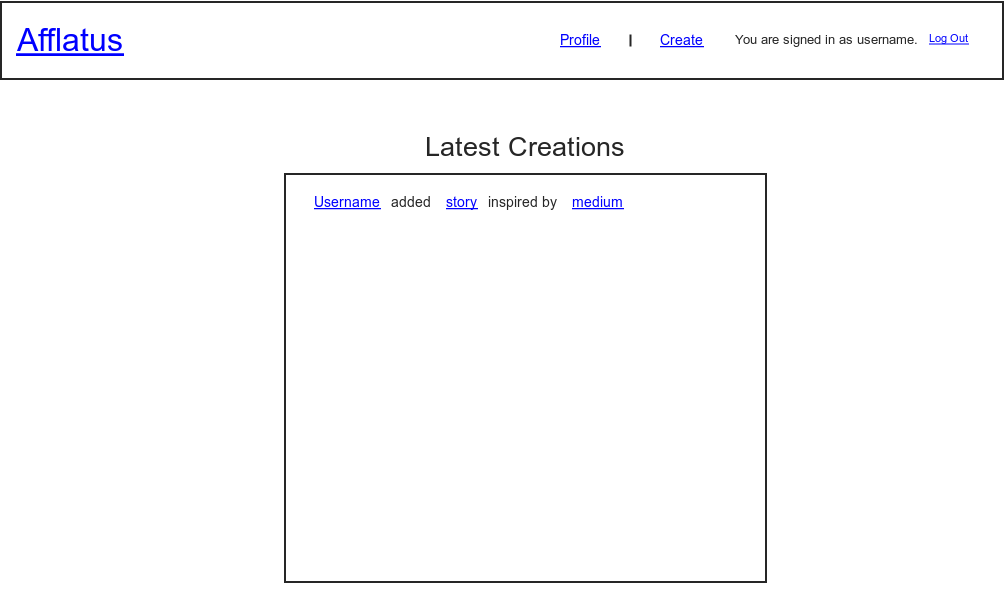 Afflatus
Profile | Create You are signed in as username. Log Out
Latest Creations
Username added story inspired by medium